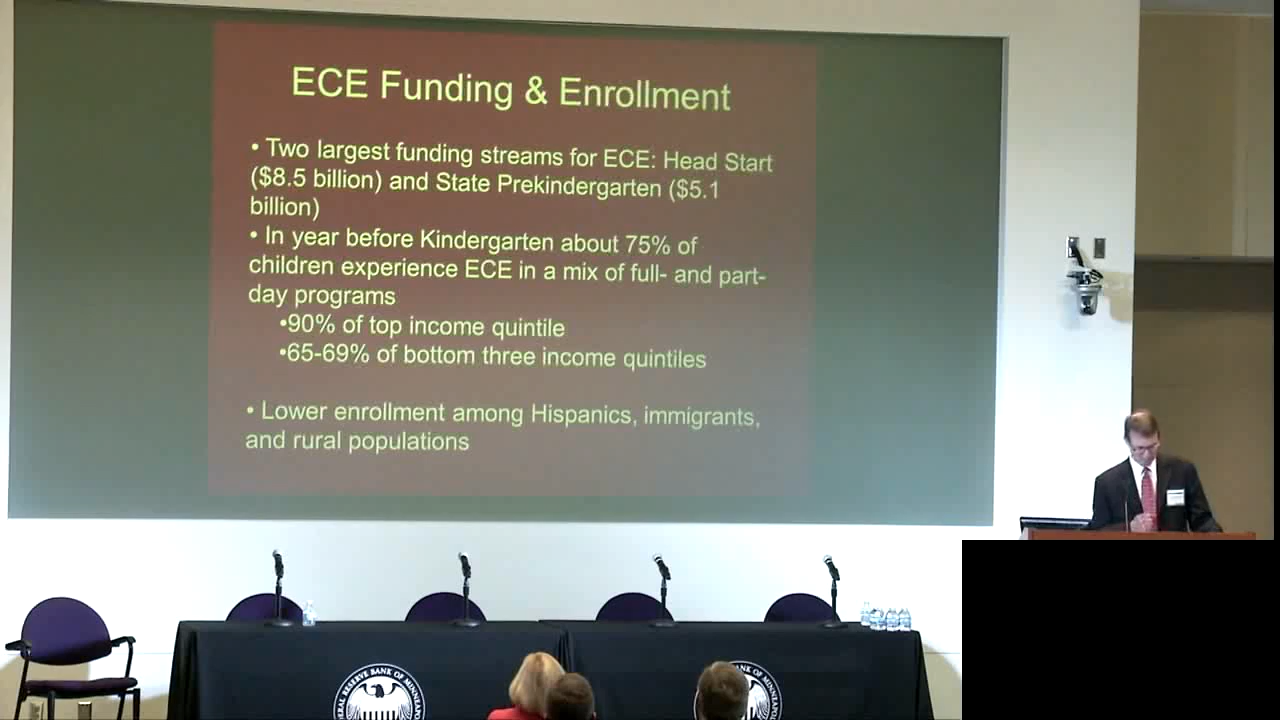 ECE Funding & Enrollment
• Two largest funding streams for ECE: Head Start
($8.5 billion) and State Prekindergarten ($5.1
billion)
• In year before Kindergarten about 75% of
children experience ECE in a mix of full- and part-
day programs
•90% of top income quintile
•65-69% of bottom three income quintiles
• Lower enrollment among Hispanics, immigrants,
and rural populations
RESERVE BANK OF
BANK OF